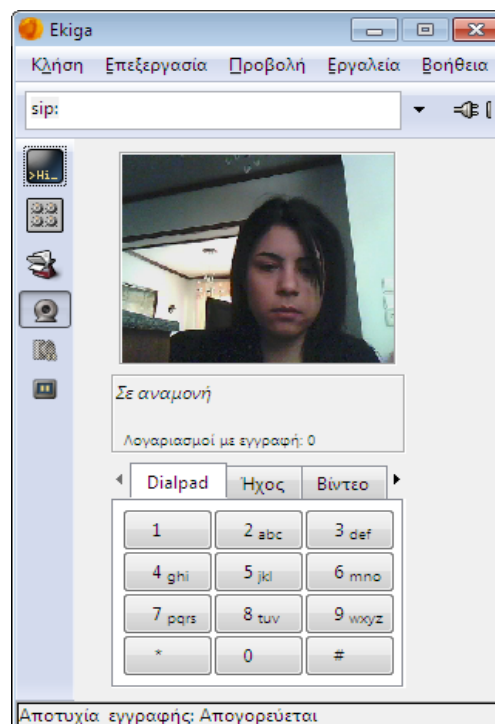 Ekiga
Κλήση Επεξεργασία Προβολή Εργαλεία Βοήθεια
sip:
>Hi_
Σε αναμονή
Λογαριασμοί με εγγραφή: 0
Dialpad Ήχος Βίντεο
1 2 abc 3 def
4 ghi 5 jkl 6 mno
7 pqrs 8 tuv 9 wxyz
* 0 #
Αποτυχία εγγραφής: Απαγορεύεται